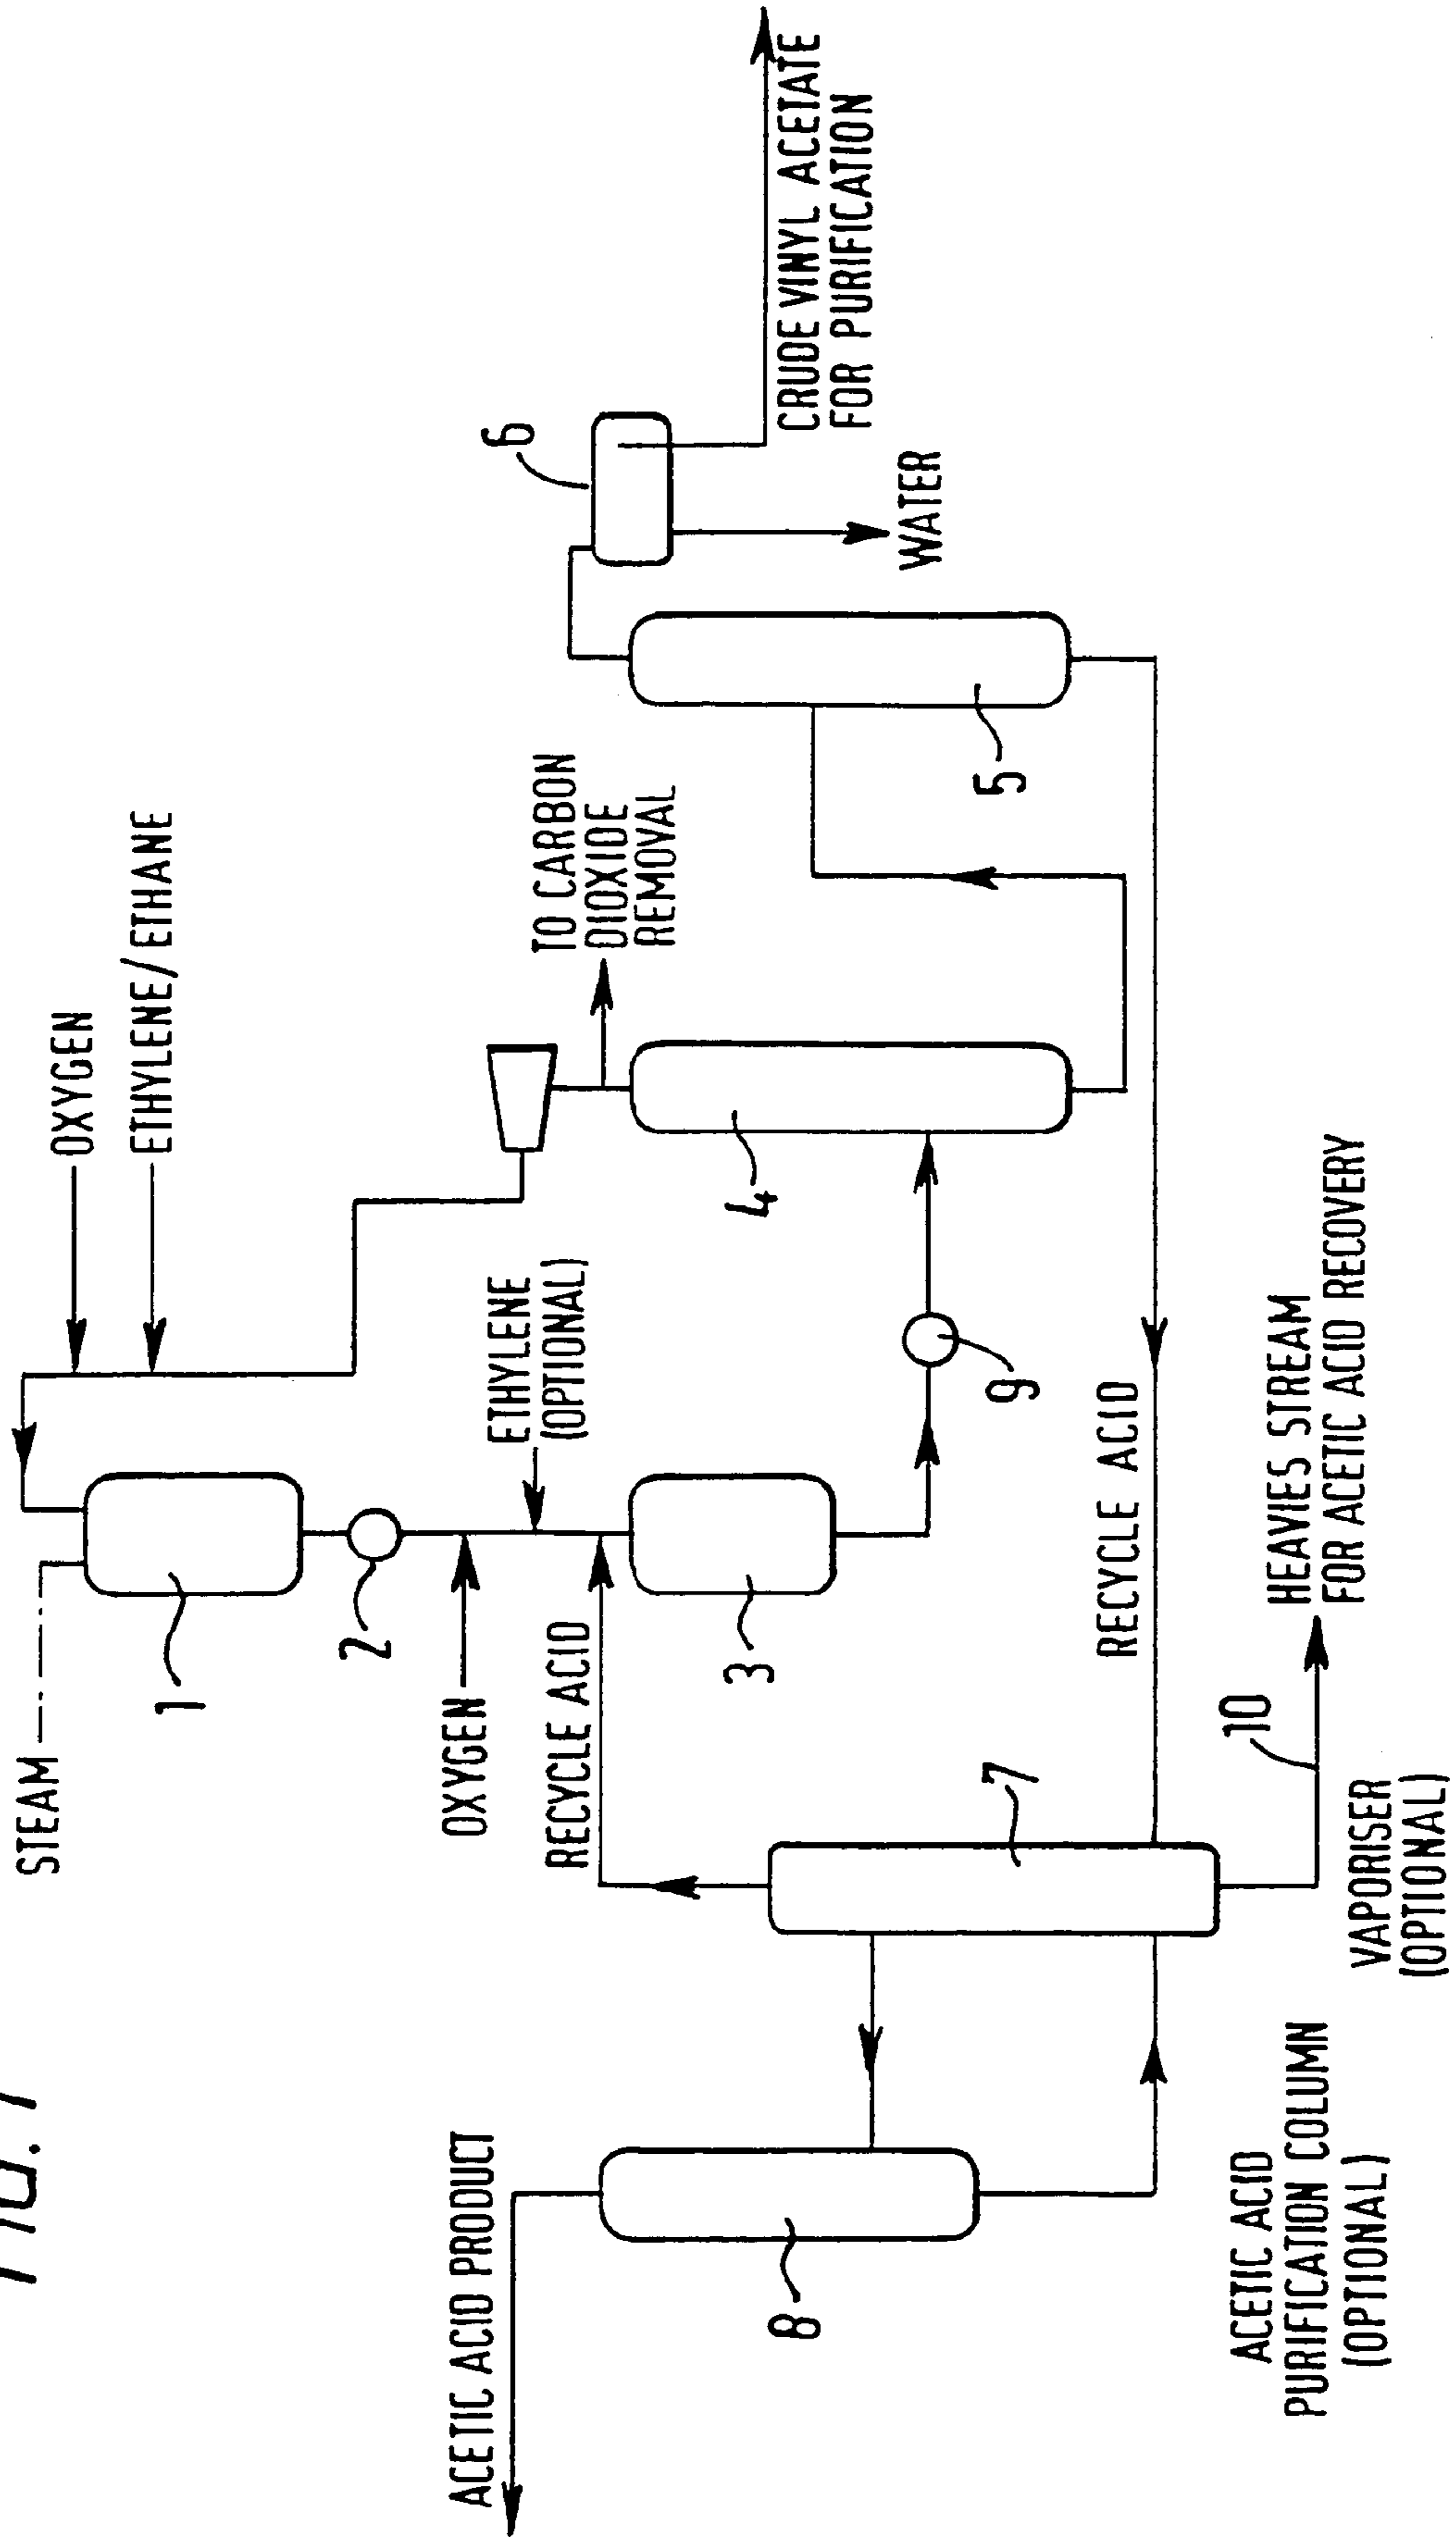 FIG. 1
STEAM
OXYGEN
ETHYLENE/ETHANE
1
2
OXYGEN
ETHYLENE
(OPTIONAL)
RECYCLE ACID
3
TO CARBON
DIOXIDE
REMOVAL
4
9
5
6
WATER
CRUDE VINYL ACETATE
FOR PURIFICATION
RECYCLE ACID
ACETIC ACID PRODUCT
8
7
10
HEAVIES STREAM
FOR ACETIC ACID RECOVERY
VAPORISER
(OPTIONAL)
ACETIC ACID
PURIFICATION COLUMN
(OPTIONAL)